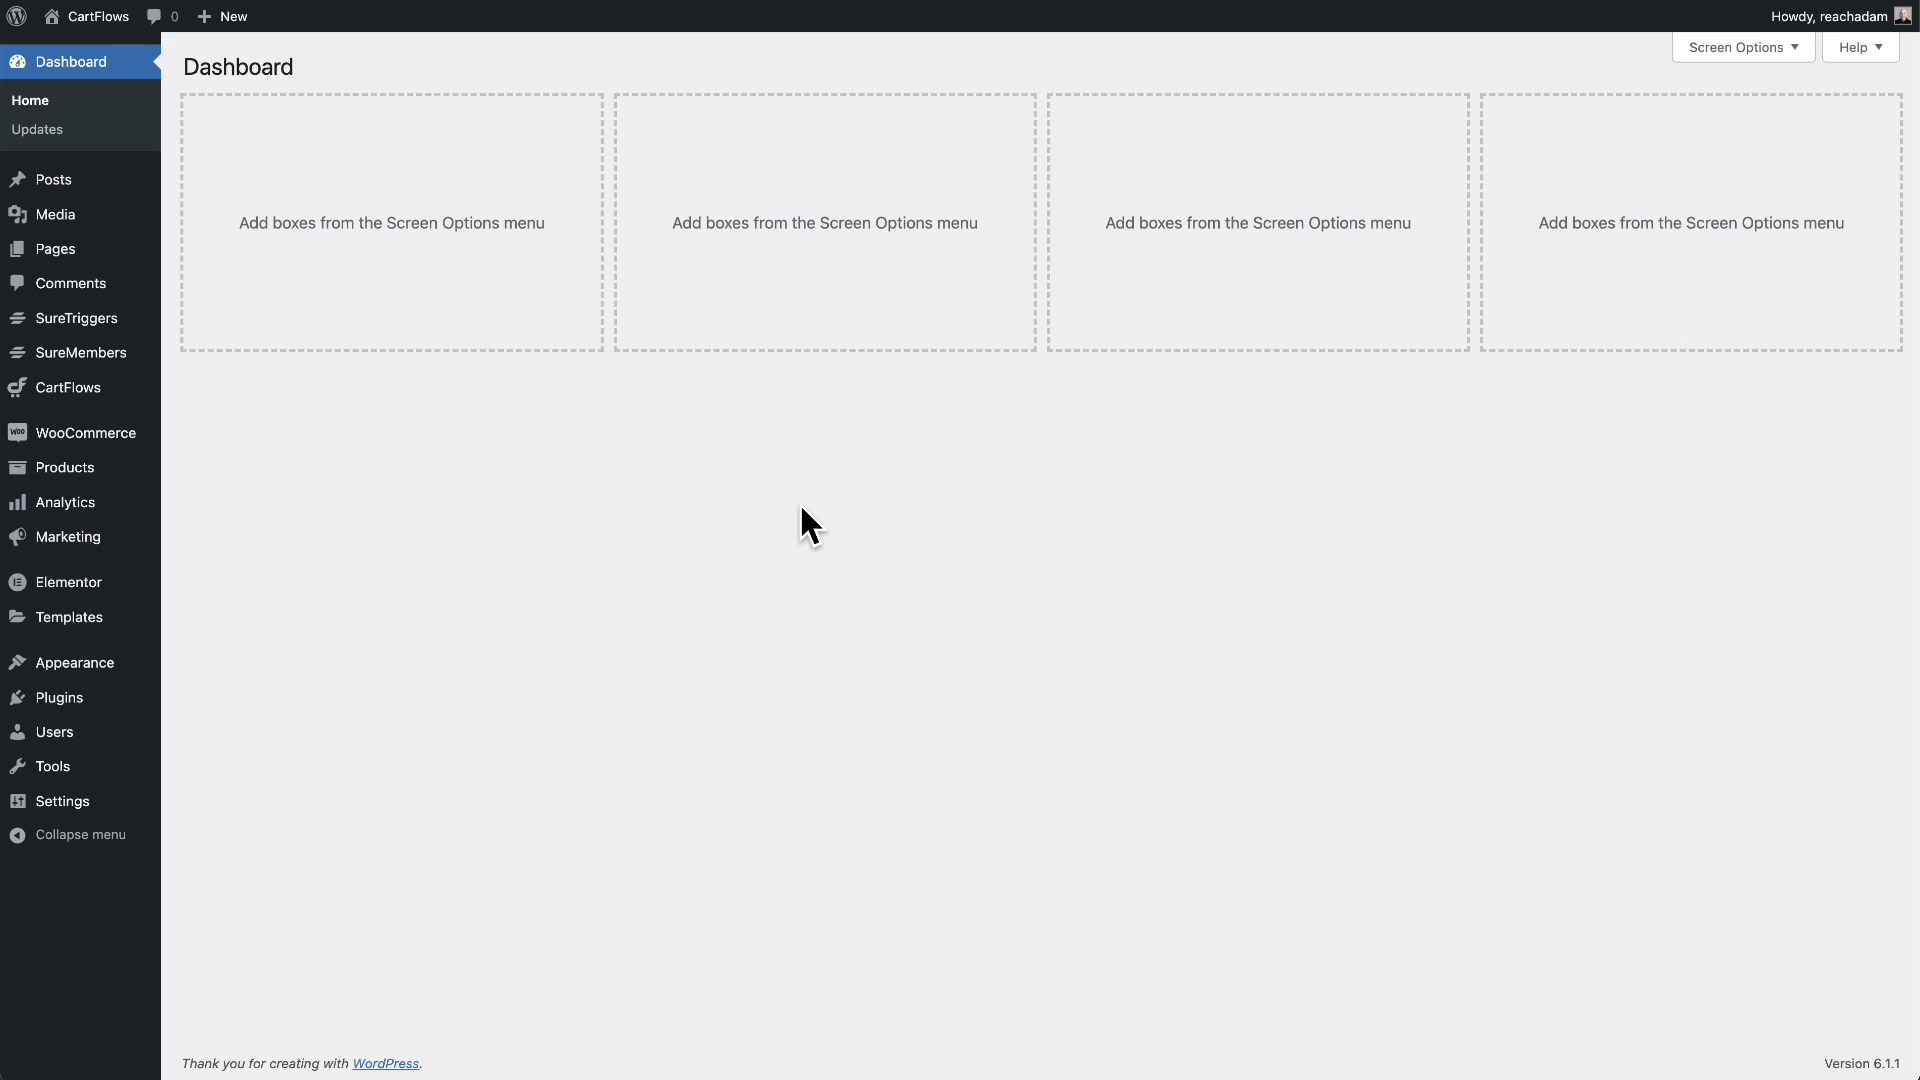 CartFlows 0 New Howdy, reachadam
Screen Options Help
Dashboard
Dashboard
Home
Updates
Posts
Media
Pages
Comments
SureTriggers
SureMembers
CartFlows
WOO WooCommerce
Products
Analytics
Marketing
Elementor
Templates
Appearance
Plugins
Users
Tools
Settings
Collapse menu
Add boxes from the Screen Options menu
Add boxes from the Screen Options menu
Add boxes from the Screen Options menu
Add boxes from the Screen Options menu
Thank you for creating with WordPress.
Version 6.1.1